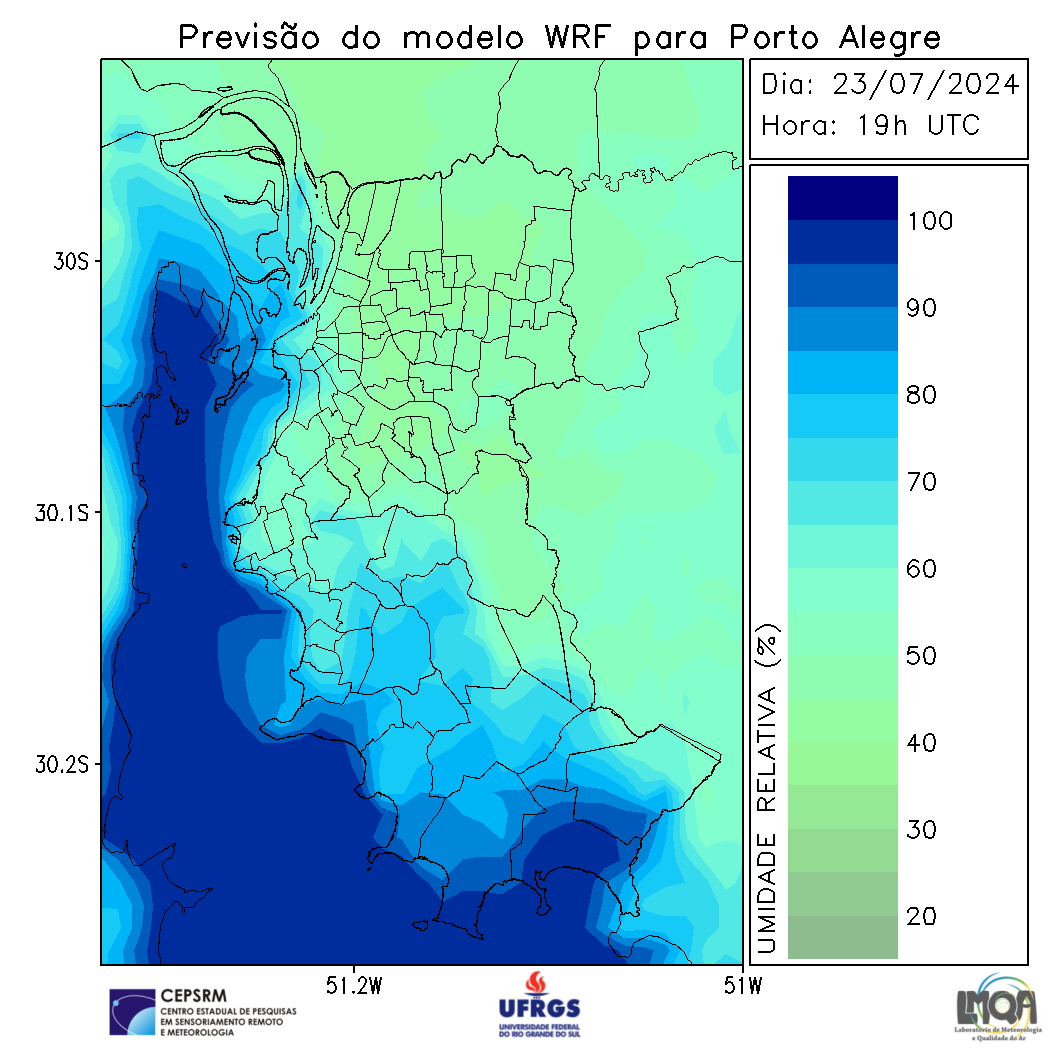 Previsão do modelo WRF para Porto Alegre
Dia: 23/07/2024
Hora: 19h UTC
30S
30.1S
30.2S
51.2W
51W
UMIDADE RELATIVA (%)
100
90
80
70
60
50
40
30
20
CEPSRM
CENTRO ESTADUAL DE PESQUISAS
EM SENSORIAMENTO REMOTO
E METEOROLOGIA
UFRGS
UNIVERSIDADE FEDERAL
DO RIO GRANDE DO SUL
LMQA
Laboratório de Meteorologia
e Qualidade do Ar